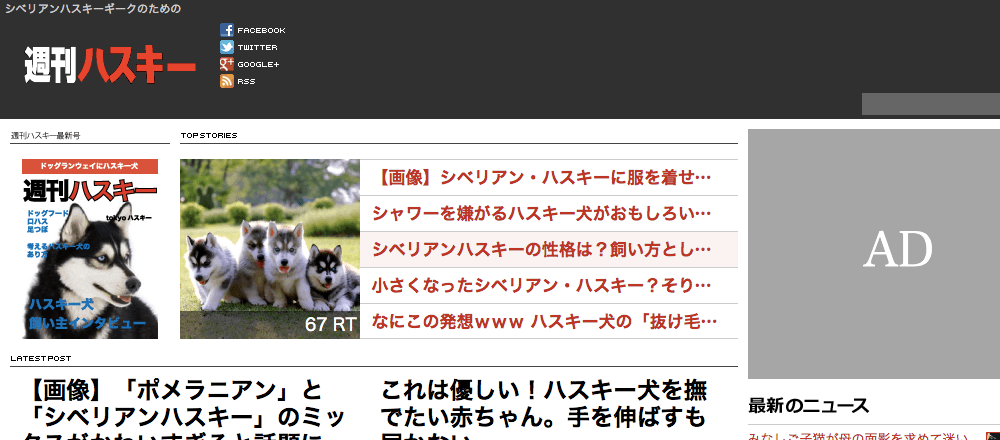 シベリアンハスキーギークのための
週刊ハスキー
FACEBOOK
TWITTER
GOOGLE+
RSS
週刊ハスキー最新号
TOP STORIES
ドッグランウェイにハスキー犬
週刊ハスキー
ドッグフード
ロハス
足つぼ
tokyo ハスキー
考えるハスキー犬の
あり方
ハスキー犬
飼い主インタビュー
67 RT
【画像】シベリアン・ハスキーに服を着せ…
シャワーを嫌がるハスキー犬がおもしろい…
シベリアンハスキーの性格は？飼い方とし…
小さくなったシベリアン・ハスキー？そり…
なにこの発想ｗｗｗ ハスキー犬の「抜け毛…
AD
LATEST POST
【画像】「ポメラニアン」と
「シベリアンハスキー」のミッ
クスがかわいすぎると話題に
これは優しい！ハスキー犬を撫
でたい赤ちゃん。手を伸ばすも
届かない
最新のニュース
みなしご子猫が母の面影を求めて迷い